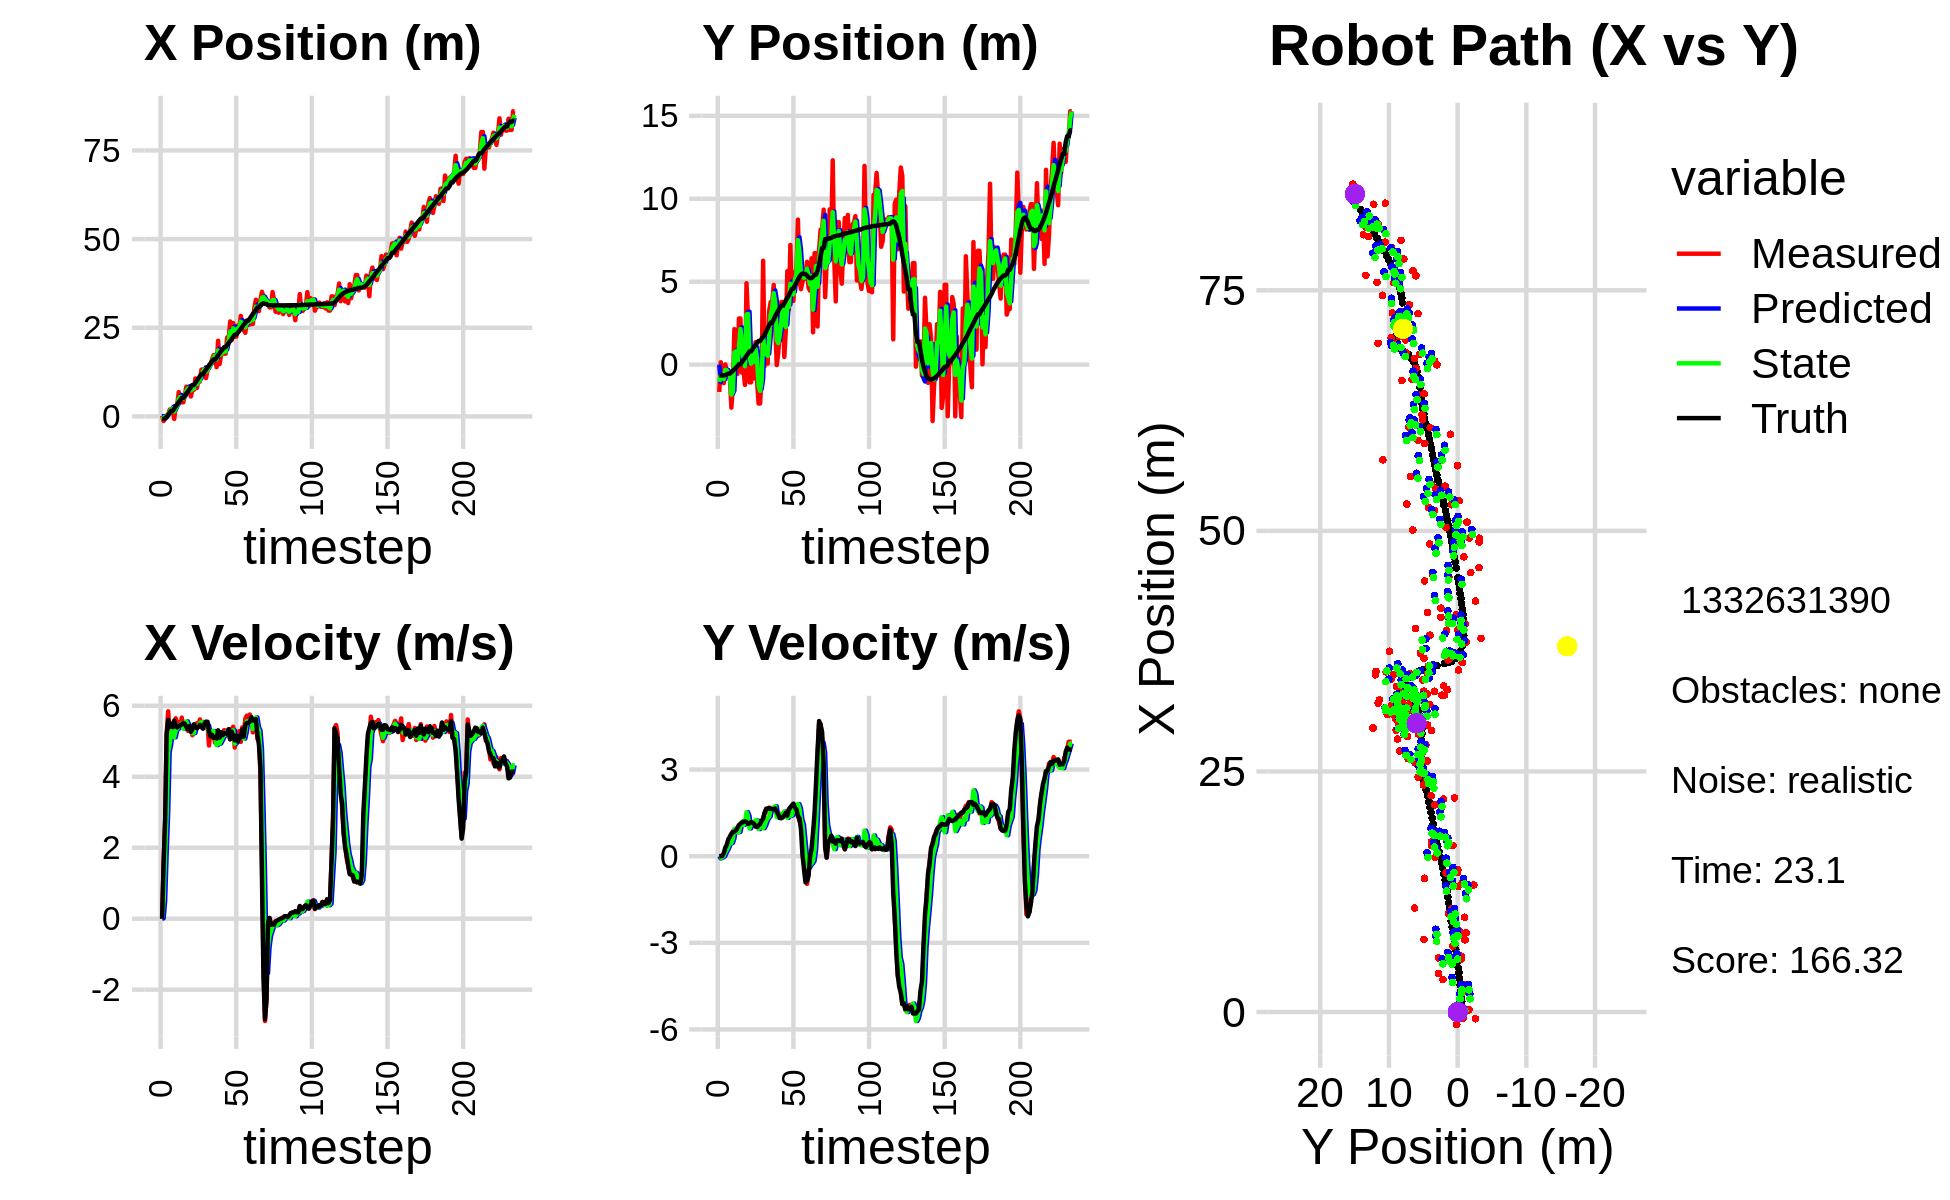 X Position (m)
75
50
25
0
0 50 100 150 200
timestep
Y Position (m)
15
10
5
0
0 50 100 150 200
timestep
X Velocity (m/s)
6
4
2
0
-2
0 50 100 150 200
timestep
Y Velocity (m/s)
3
0
-3
-6
0 50 100 150 200
timestep
Robot Path (X vs Y)
X Position (m)
75
50
25
0
20 10 0 -10 -20
Y Position (m)
variable
Measured
Predicted
State
Truth
1332631390
Obstacles: none
Noise: realistic
Time: 23.1
Score: 166.32